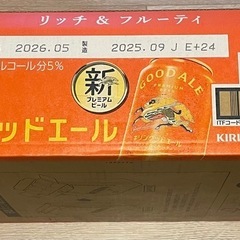 リッチ & フルーティ
2026.05 製造 2025.09 J E+24
ルコール分5%
新
プレミアム
ビール
GOOD ALE
ッドエール
KIRI
ITFコード